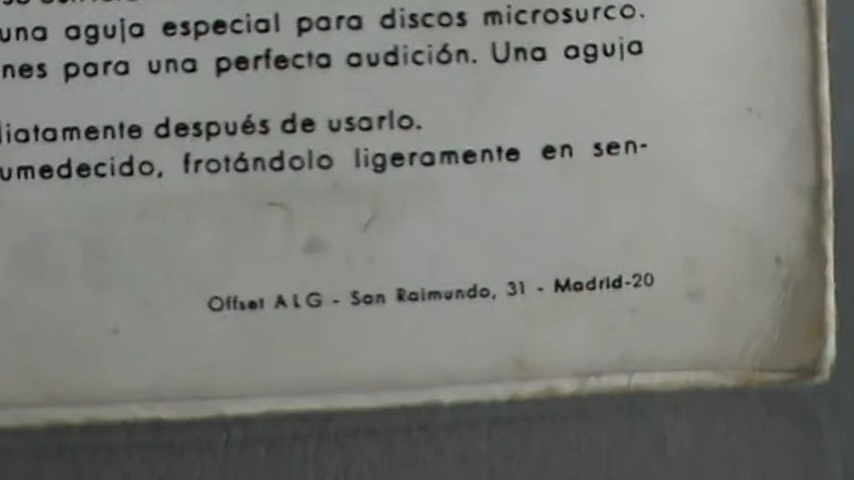 una aguja especial para discos microsurco.
nes para una perfecta audición. Una aguja
diatamente después de usarlo.
umedecido, frotándolo ligeramente en sen-
Offset ALG - San Raimundo, 31 - Madrid-20